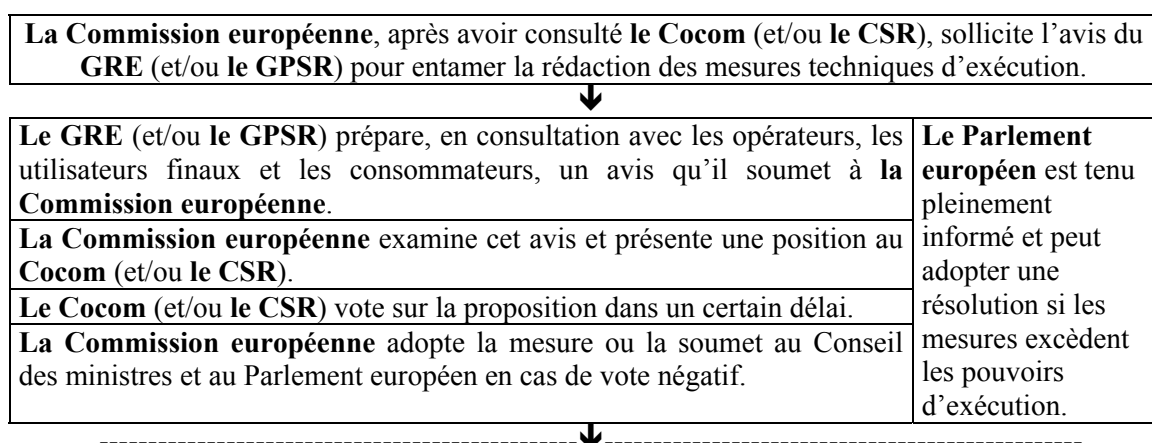 La Commission européenne, après avoir consulté le Cocom (et/ou le CSR), sollicite l’avis du
GRE (et/ou le GPSR) pour entamer la rédaction des mesures techniques d’exécution.
Le GRE (et/ou le GPSR) prépare, en consultation avec les opérateurs, les
utilisateurs finaux et les consommateurs, un avis qu’il soumet à la
Commission européenne.
La Commission européenne examine cet avis et présente une position au
Cocom (et/ou le CSR).
Le Cocom (et/ou le CSR) vote sur la proposition dans un certain délai.
La Commission européenne adopte la mesure ou la soumet au Conseil
des ministres et au Parlement européen en cas de vote négatif.
Le Parlement
européen est tenu
pleinement
informé et peut
adopter une
résolution si les
mesures excèdent
les pouvoirs
d’exécution.